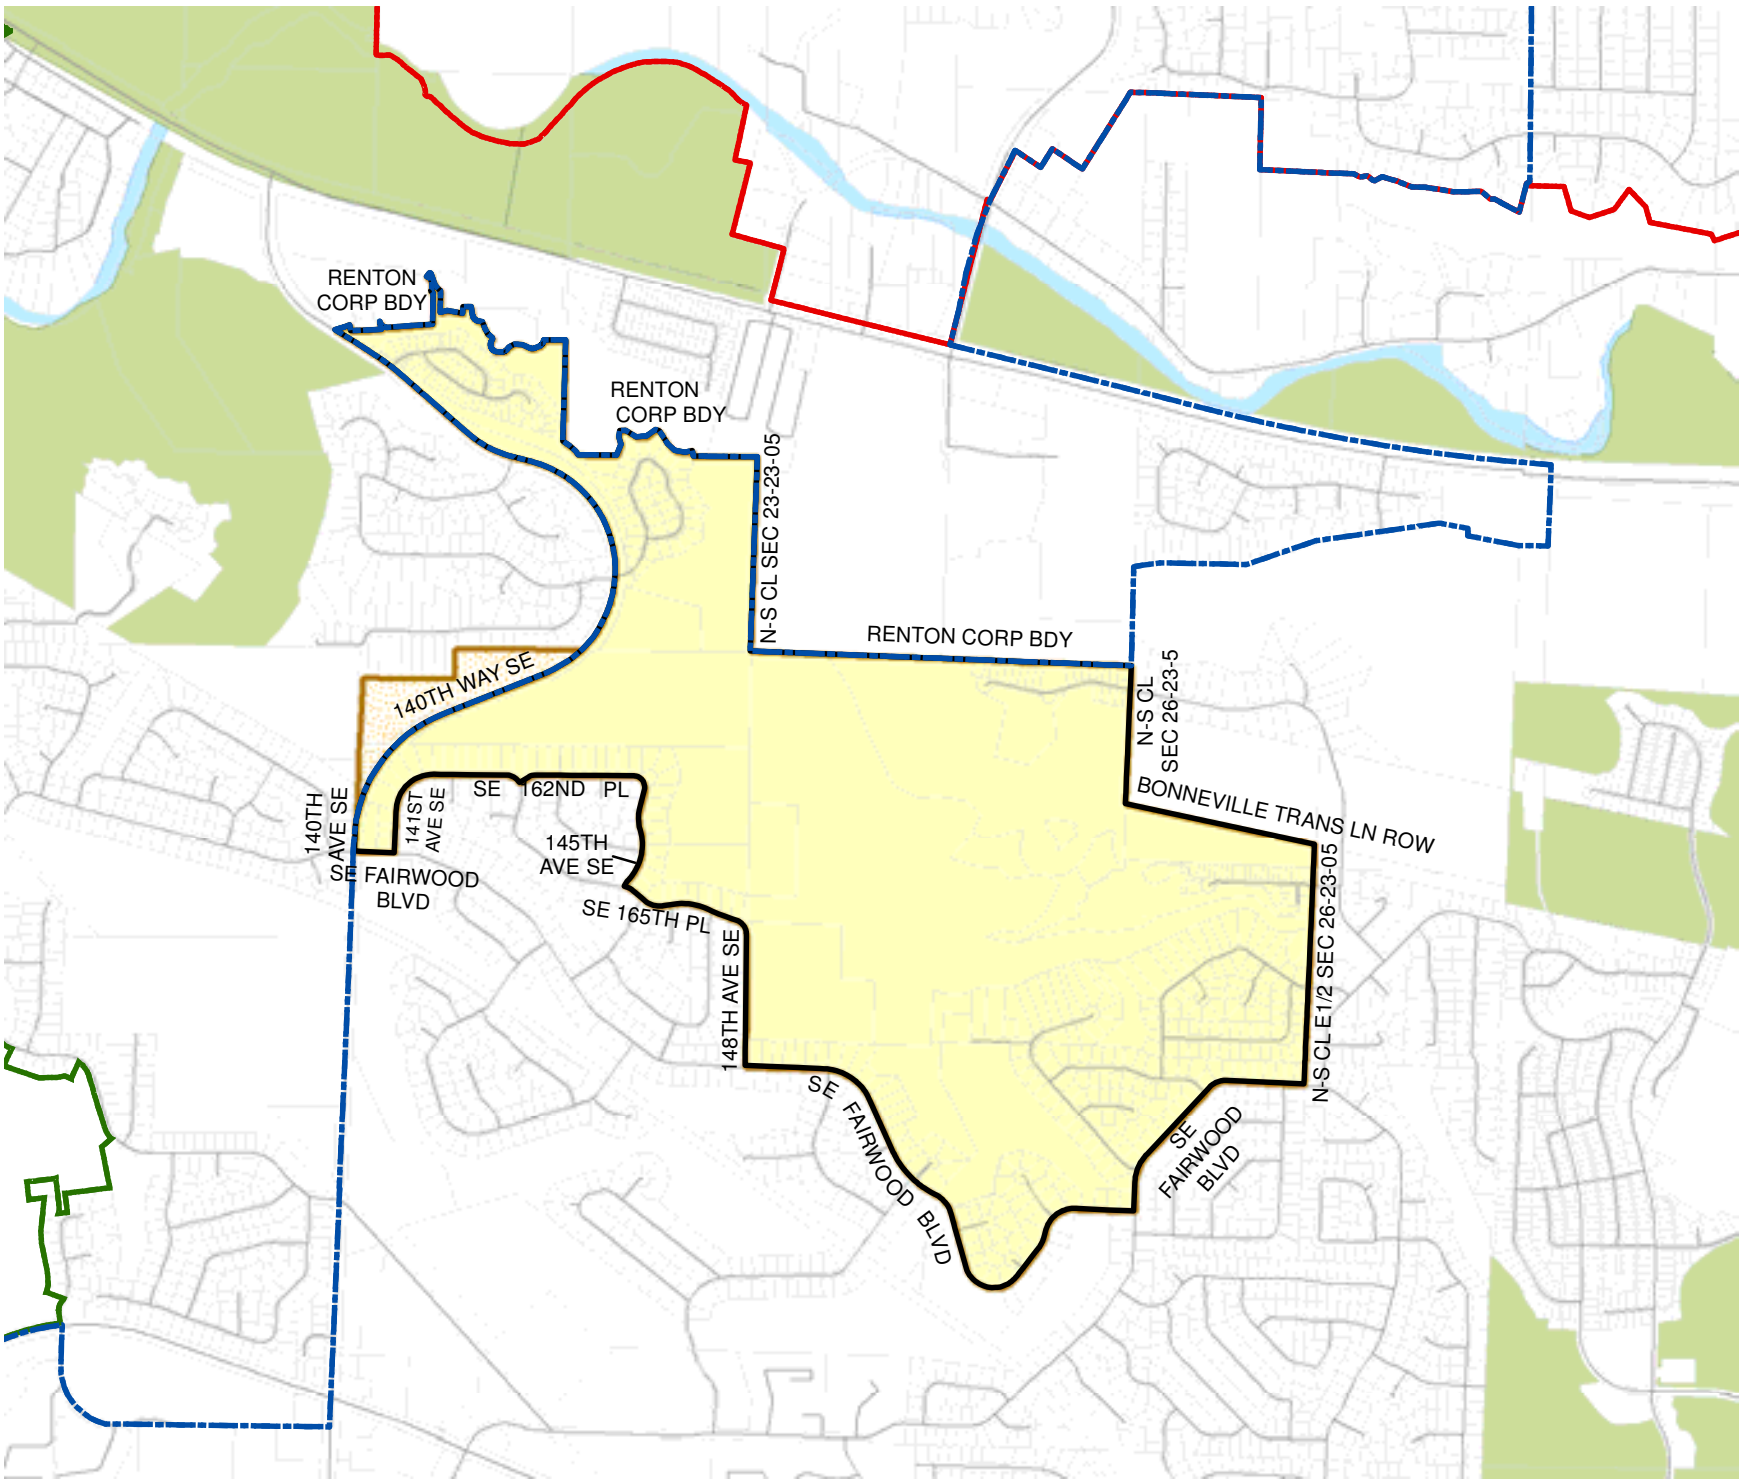 RENTON
CORP BDY
RENTON
CORP BDY
N-S CL SEC 23-23-05
RENTON CORP BDY
N-S CL
SEC 26-23-5
140TH WAY SE
BONNEVILLE TRANS LN ROW
140TH
AVE SE
141ST
AVE SE
SE 162ND PL
145TH
AVE SE
SE FAIRWOOD
BLVD
SE 165TH PL
148TH AVE SE
N-S CL E1/2 SEC 26-23-05
SE FAIRWOOD BLVD
SE
FAIRWOOD
BLVD